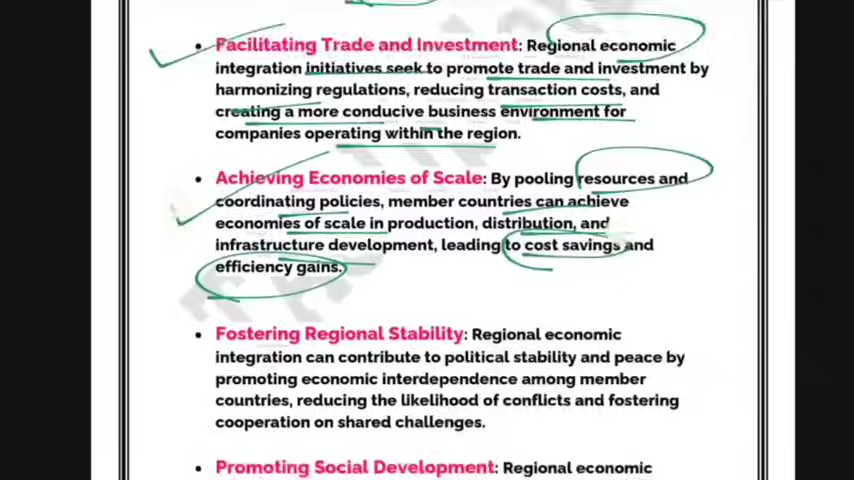 • Facilitating Trade and Investment: Regional economic
integration initiatives seek to promote trade and investment by
harmonizing regulations, reducing transaction costs, and
creating a more conducive business environment for
companies operating within the region.
• Achieving Economies of Scale: By pooling resources and
coordinating policies, member countries can achieve
economies of scale in production, distribution, and
infrastructure development, leading to cost savings and
efficiency gains.
• Fostering Regional Stability: Regional economic
integration can contribute to political stability and peace by
promoting economic interdependence among member
countries, reducing the likelihood of conflicts and fostering
cooperation on shared challenges.
• Promoting Social Development: Regional economic